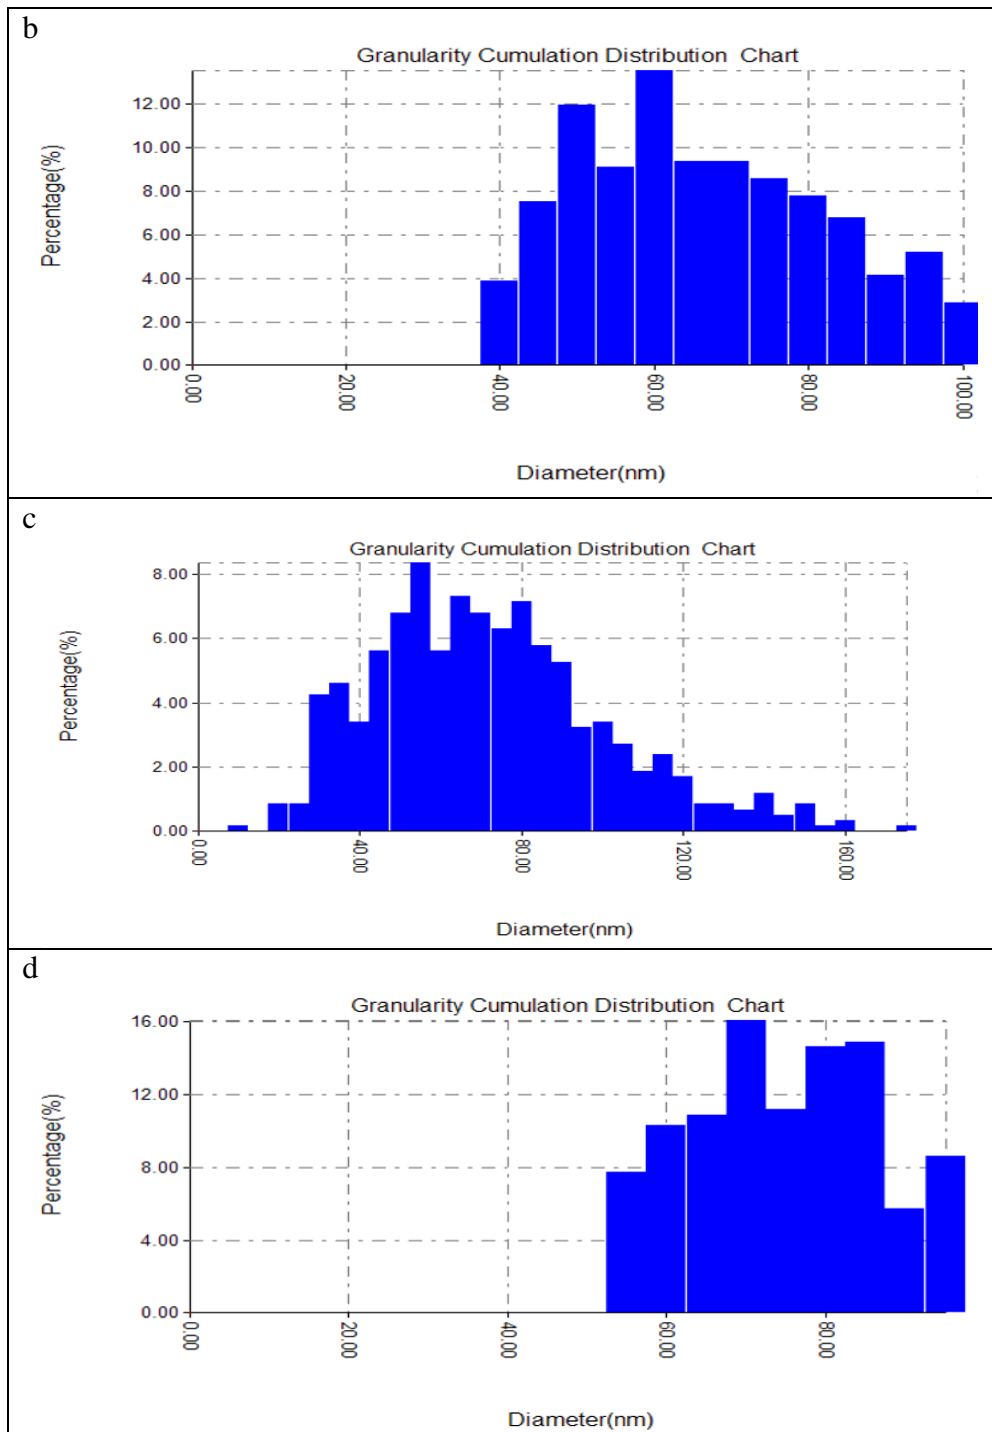 b
Granularity Cumulation Distribution Chart
Percentage(%)
12.00
10.00
8.00
6.00
4.00
2.00
0.00
0.00 20.00 40.00 60.00 80.00 100.00
Diameter(nm)
c
Granularity Cumulation Distribution Chart
Percentage(%)
8.00
6.00
4.00
2.00
0.00
0.00 40.00 80.00 120.00 160.00
Diameter(nm)
d
Granularity Cumulation Distribution Chart
Percentage(%)
16.00
12.00
8.00
4.00
0.00
0.00 20.00 40.00 60.00 80.00
Diameter(nm)